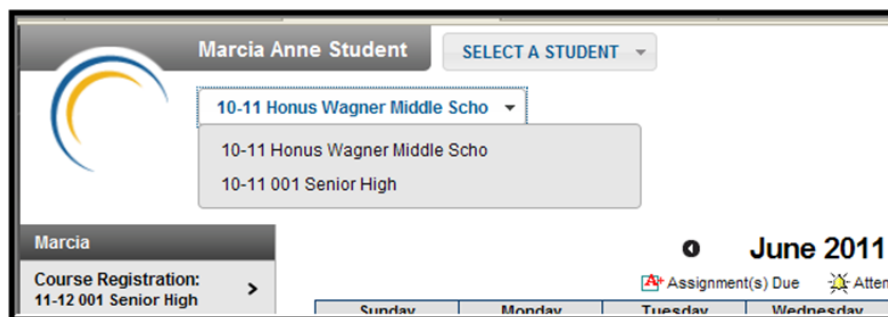 Marcia Anne Student SELECT A STUDENT
10-11 Honus Wagner Middle Scho
10-11 Honus Wagner Middle Scho
10-11 001 Senior High
Marcia
June 2011
Course Registration:
11-12 001 Senior High
A+ Assignment(s) Due Atten
Sunday Monday Tuesday Wednesday